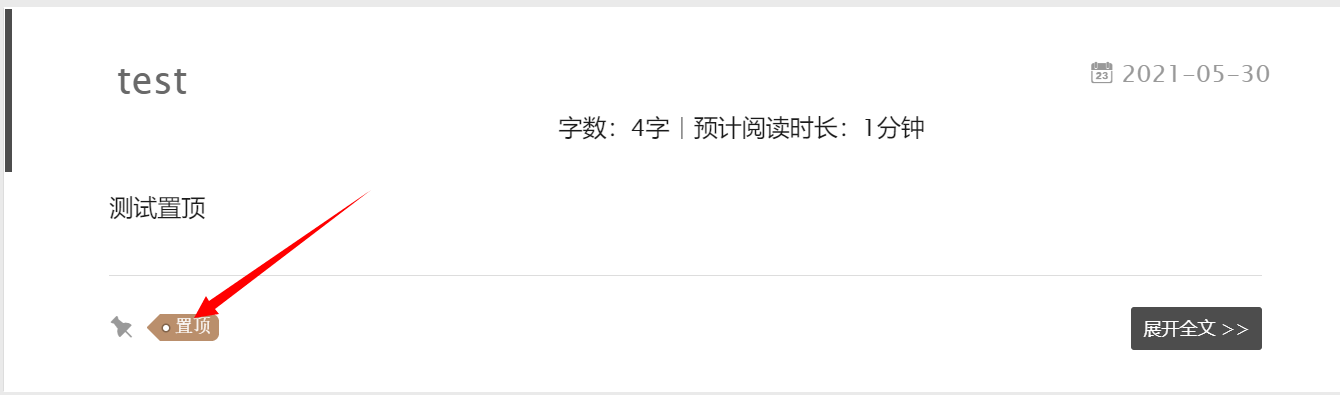 test
2021-05-30
字数：4字｜预计阅读时长：1分钟
测试置顶
置顶
展开全文 >>